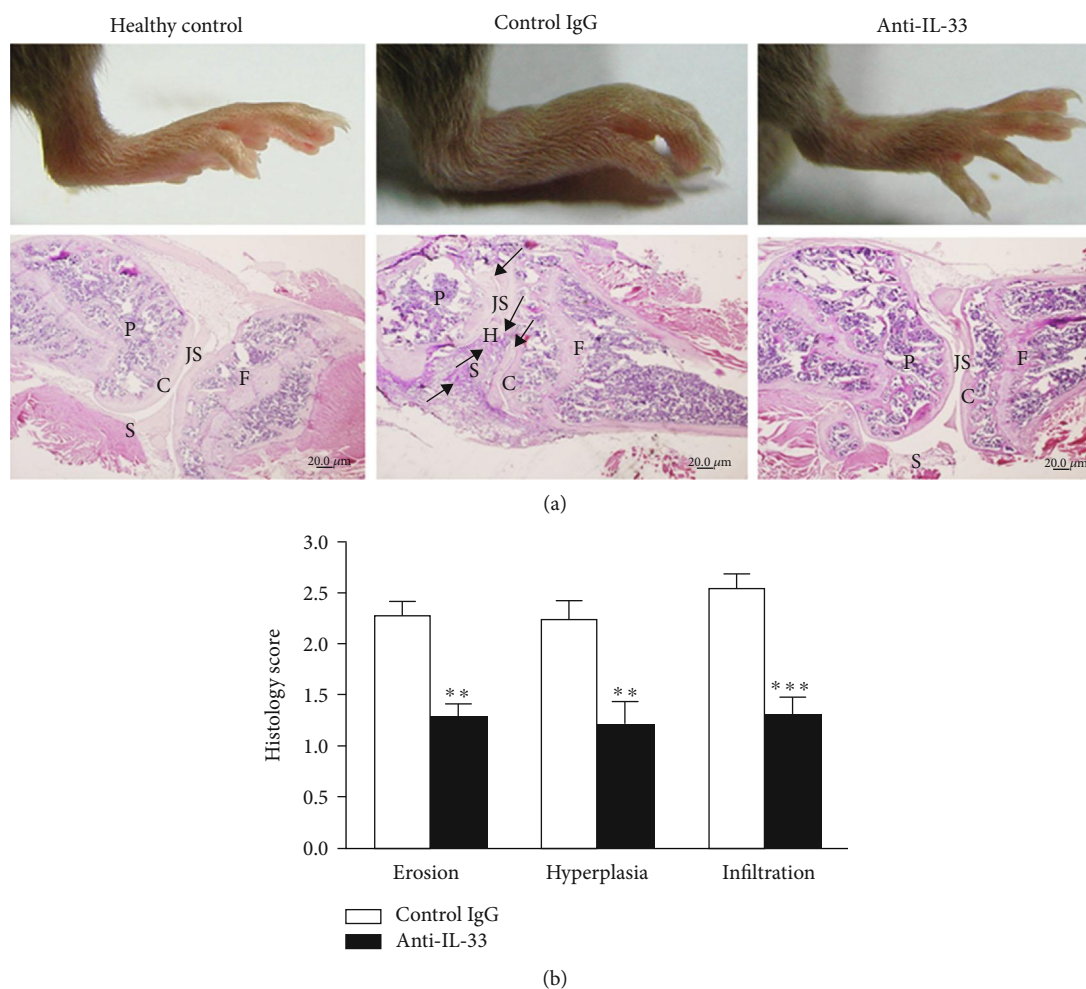 (a)
Healthy control Control IgG Anti-IL-33
P JS C F S 20.0 μm
P JS H S C F 20.0 μm
P JS F C S 20.0 μm
(b)
Histology score
3.0
2.5
2.0
1.5
1.0
0.5
0.0
** ** ***
Erosion Hyperplasia Infiltration
Control IgG
Anti-IL-33